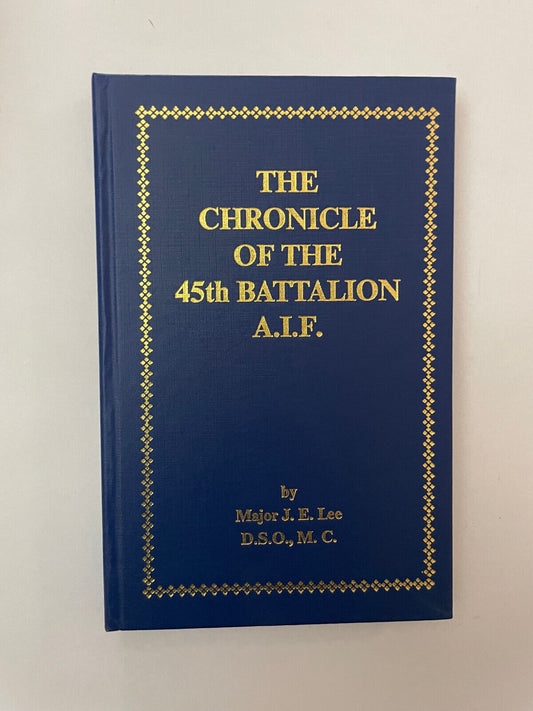 THE
CHRONICLE
OF THE
45th BATTALION
A.I.F.
by
Major J. E. Lee
D.S.O., M. C.